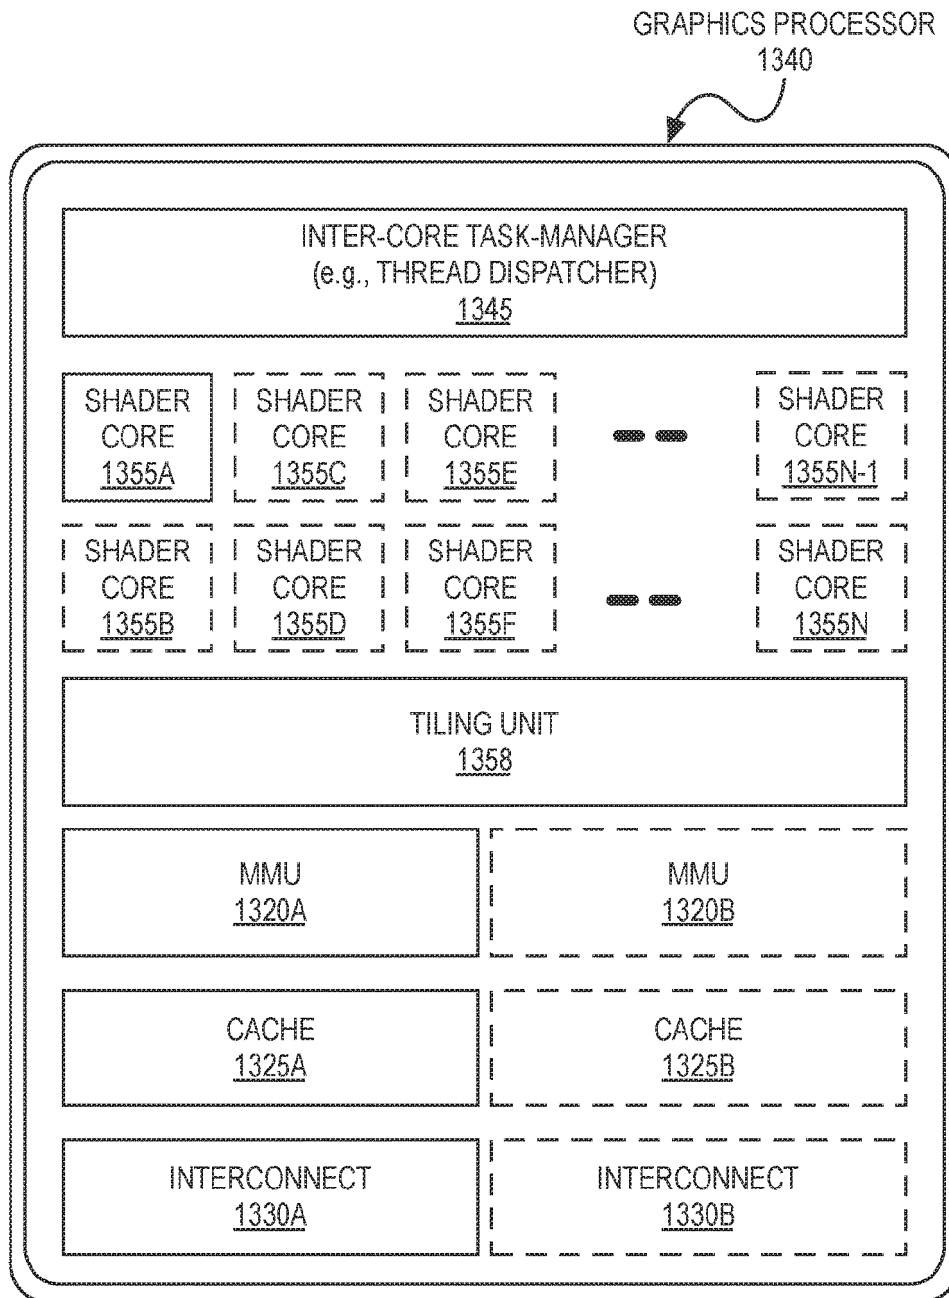 GRAPHICS PROCESSOR
1340
INTER-CORE TASK-MANAGER
(e.g., THREAD DISPATCHER)
1345
SHADER
CORE
1355A
SHADER
CORE
1355C
SHADER
CORE
1355E
SHADER
CORE
1355N-1
SHADER
CORE
1355B
SHADER
CORE
1355D
SHADER
CORE
1355F
SHADER
CORE
1355N
TILING UNIT
1358
MMU
1320A
MMU
1320B
CACHE
1325A
CACHE
1325B
INTERCONNECT
1330A
INTERCONNECT
1330B